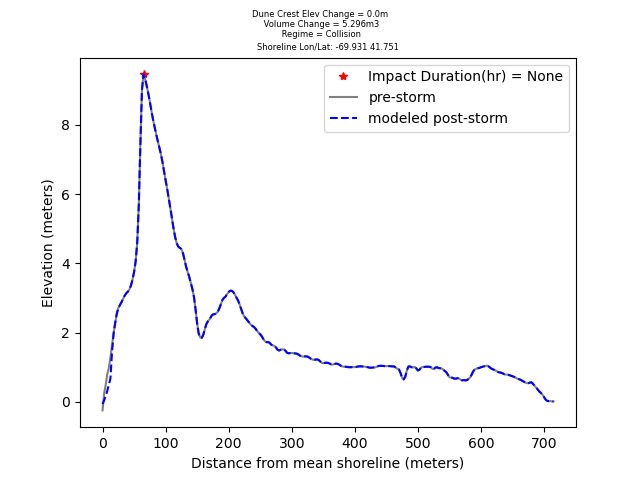 Dune Crest Elev Change = 0.0m
Volume Change = 5.296m3
Regime = Collision
Shoreline Lon/Lat: -69.931 41.751
Impact Duration(hr) = None
pre-storm
modeled post-storm
Elevation (meters)
8
6
4
2
0
0 100 200 300 400 500 600 700
Distance from mean shoreline (meters)